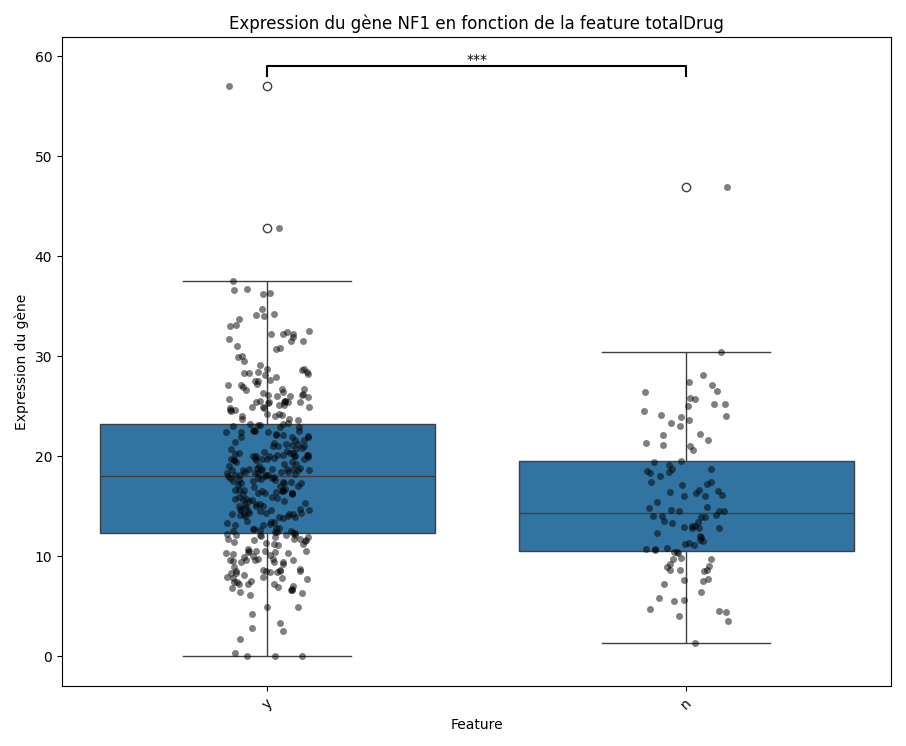 Expression du gène NF1 en fonction de la feature totalDrug
***
60
50
40
30
20
10
0
Expression du gène
y
n
Feature